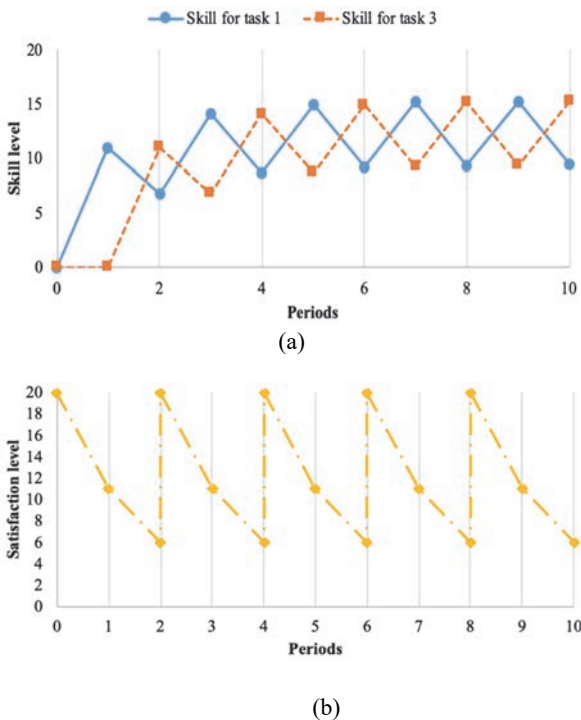 Skill for task 1 Skill for task 3
20
15
10
5
0
Skill level
0 2 4 6 8 10
Periods
(a)
20
18
16
14
12
10
8
6
4
2
0
Satisfaction level
0 1 2 3 4 5 6 7 8 9 10
Periods
(b)